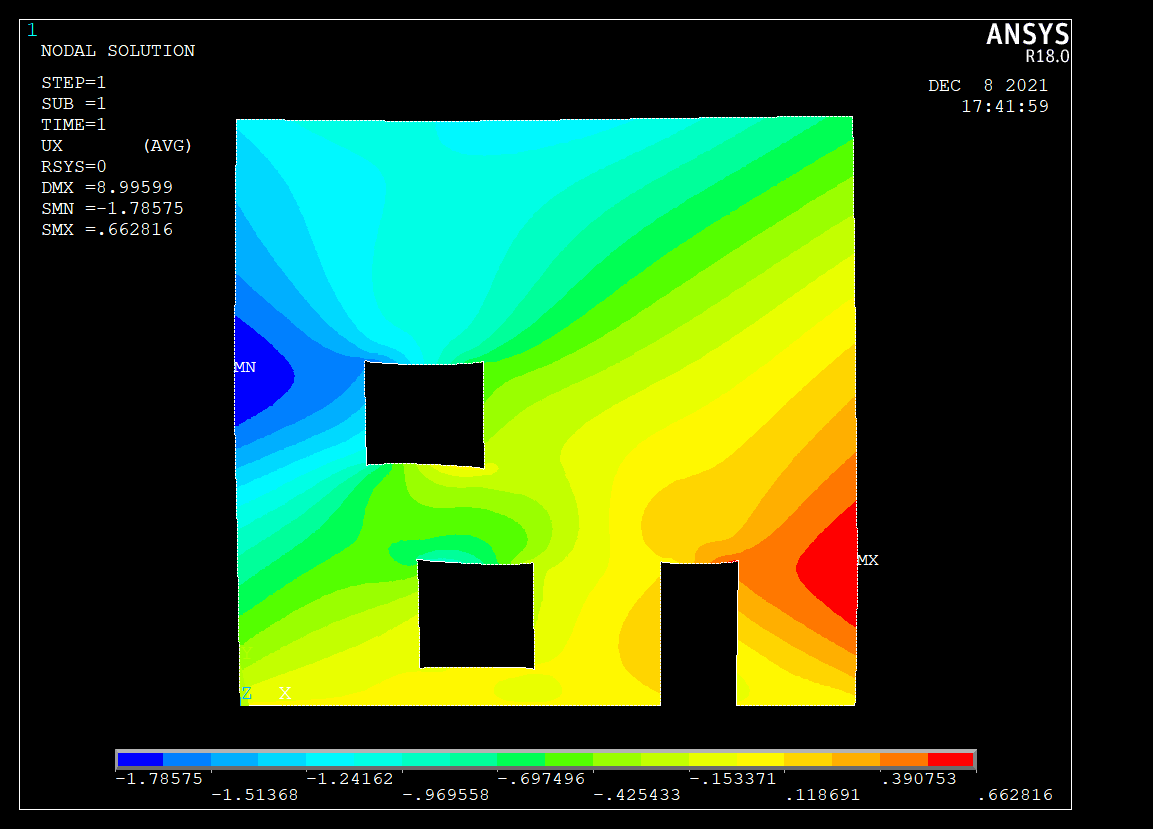 1
ANSYS
R18.0
NODAL SOLUTION
STEP=1
SUB =1
TIME=1
UX (AVG)
RSYS=0
DMX =8.99599
SMN =-1.78575
SMX =.662816
DEC 8 2021
17:41:59
MN
MX
Z X
-1.78575 -1.24162 -.697496 -.153371 .390753
-1.51368 -.969558 -.425433 .118691 .662816